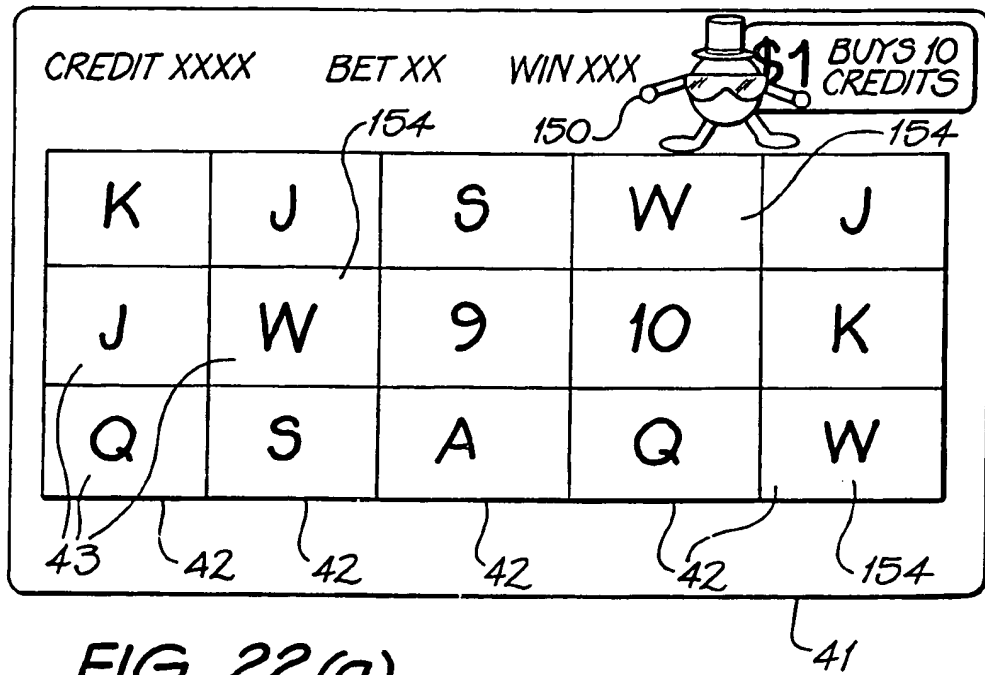 CREDIT XXXX BET XX WIN XXX $1 BUYS 10
CREDITS
154 150 154
K J S W J
J W 9 10 K
Q S A Q W
43 42 42 42 42 154
41
FIG. 22(a)